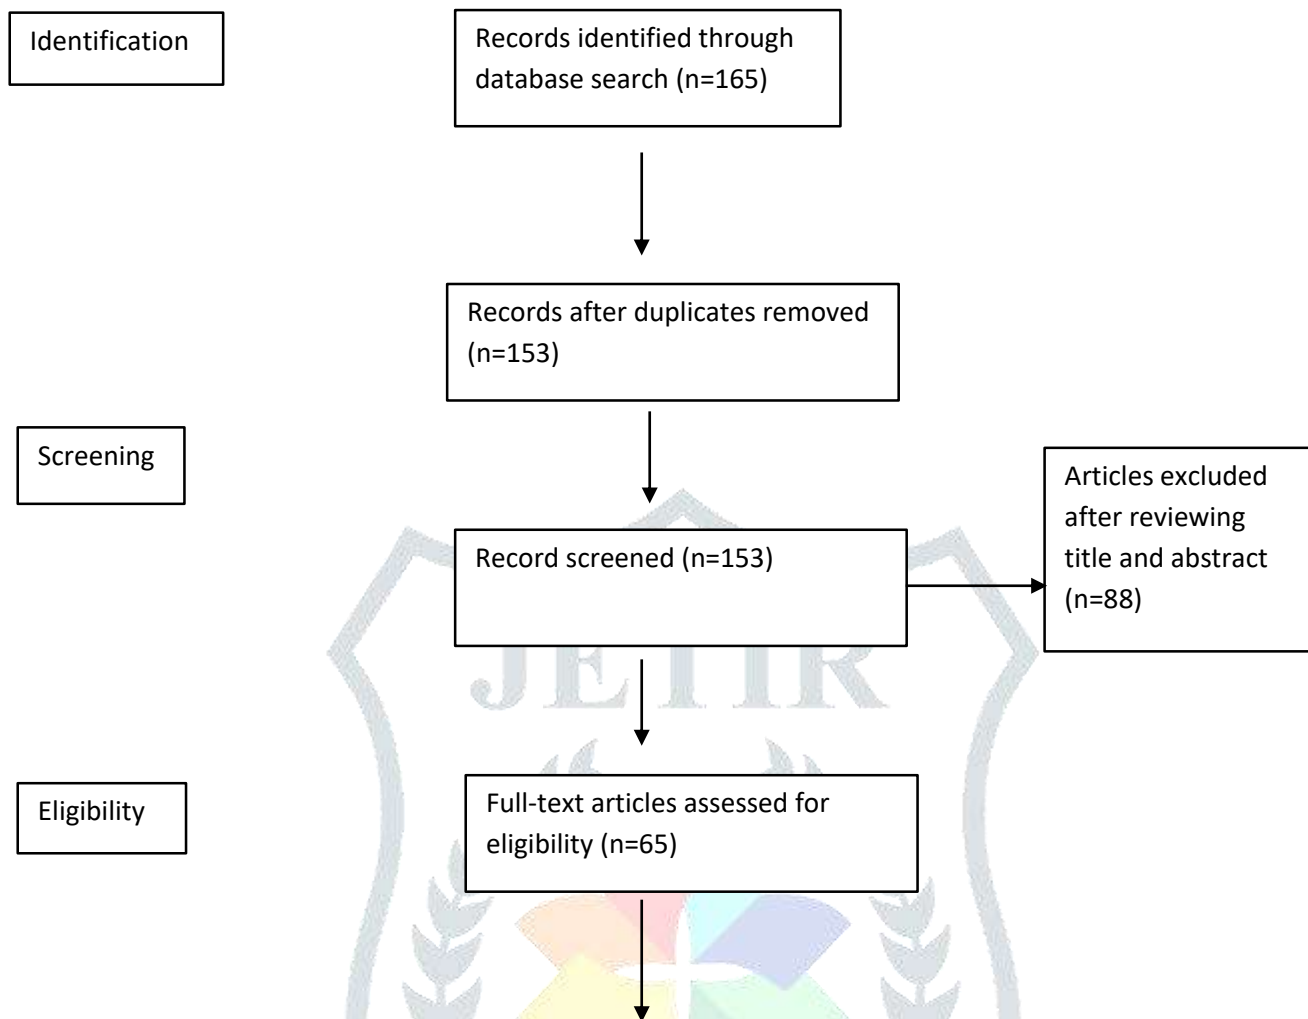 Identification
Records identified through
database search (n=165)
Records after duplicates removed
(n=153)
Screening
Articles excluded
after reviewing
title and abstract
(n=88)
Record screened (n=153)
JETIR
Eligibility
Full-text articles assessed for
eligibility (n=65)